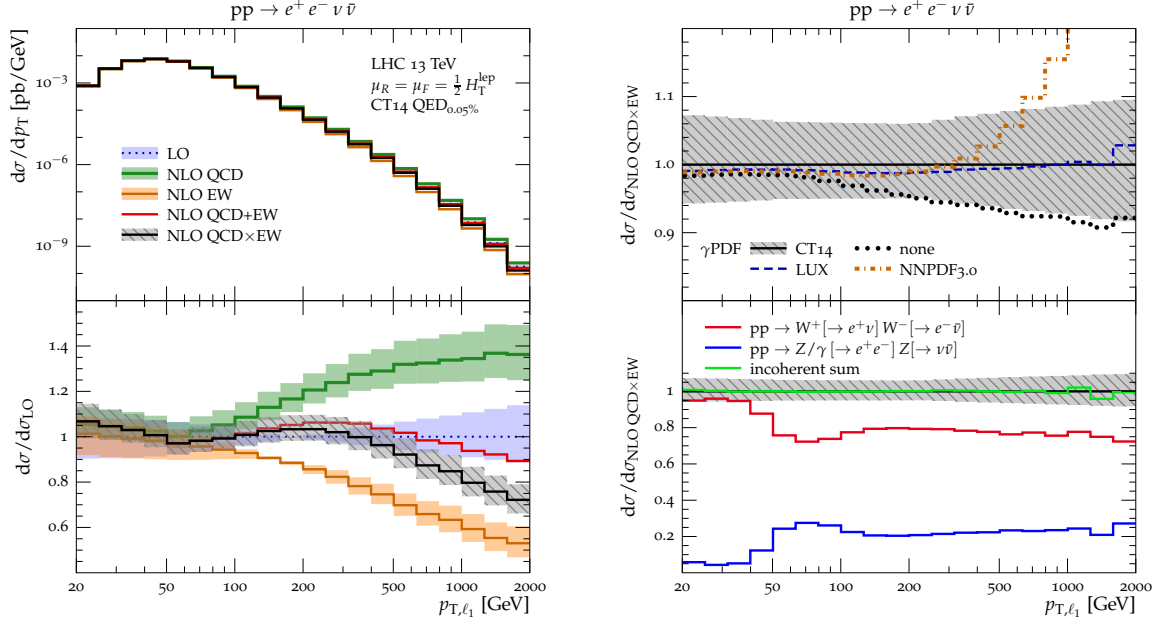 pp → e⁺ e⁻ ν ν̄
dσ/dp_T [pb/GeV]
10⁻³
10⁻⁶
10⁻⁹
LHC 13 TeV
μ_R = μ_F = ½ H_T^lep
CT14 QED_0.05%
LO
NLO QCD
NLO EW
NLO QCD+EW
NLO QCD×EW
dσ/dσ_LO
1.4
1.2
1
0.8
0.6
20 50 100 200 500 1000 2000
p_T,ℓ₁ [GeV]
pp → e⁺ e⁻ ν ν̄
dσ/dσ_NLO QCD×EW
1.1
1.0
0.9
γPDF CT14 none
LUX NNPDF3.0
dσ/dσ_NLO QCD×EW
pp → W⁺[→ e⁺ν] W⁻[→ e⁻ν̄]
pp → Z/γ [→ e⁺e⁻] Z[→ νν̄]
incoherent sum
1
0.8
0.6
0.4
0.2
20 50 100 200 500 1000 2000
p_T,ℓ₁ [GeV]